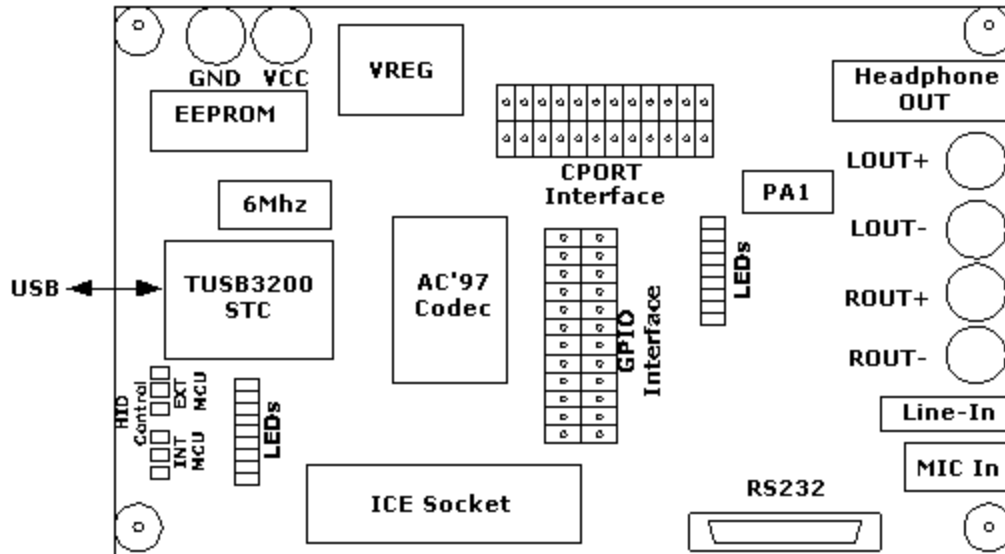 GND VCC
VREG
Headphone
OUT
EEPROM
CPORT
Interface
LOUT+
PA1
6Mhz
LOUT-
USB
TUSB3200
STC
AC'97
Codec
GPIO
Interface
LEDs
ROUT+
ROUT-
HID
Control
EXT
MCU
INT
MCU
LEDs
Line-In
MIC In
ICE Socket
RS232